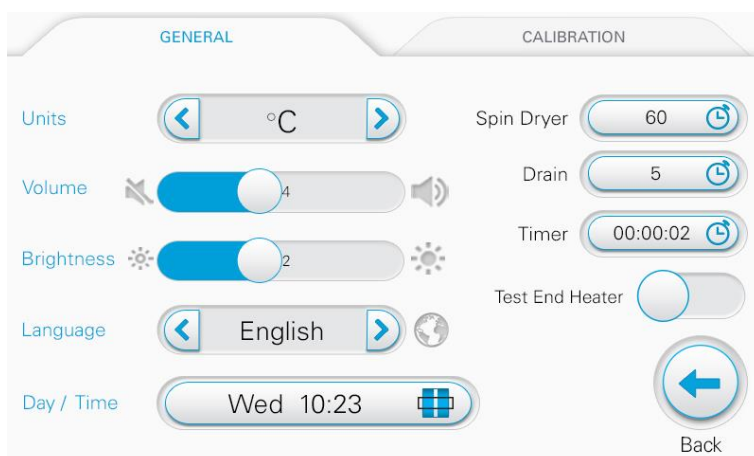 GENERAL
CALIBRATION
Units
°C
Spin Dryer
60
Volume
4
Drain
5
Timer
00:00:02
Brightness
2
Test End Heater
Language
English
Day / Time
Wed 10:23
Back